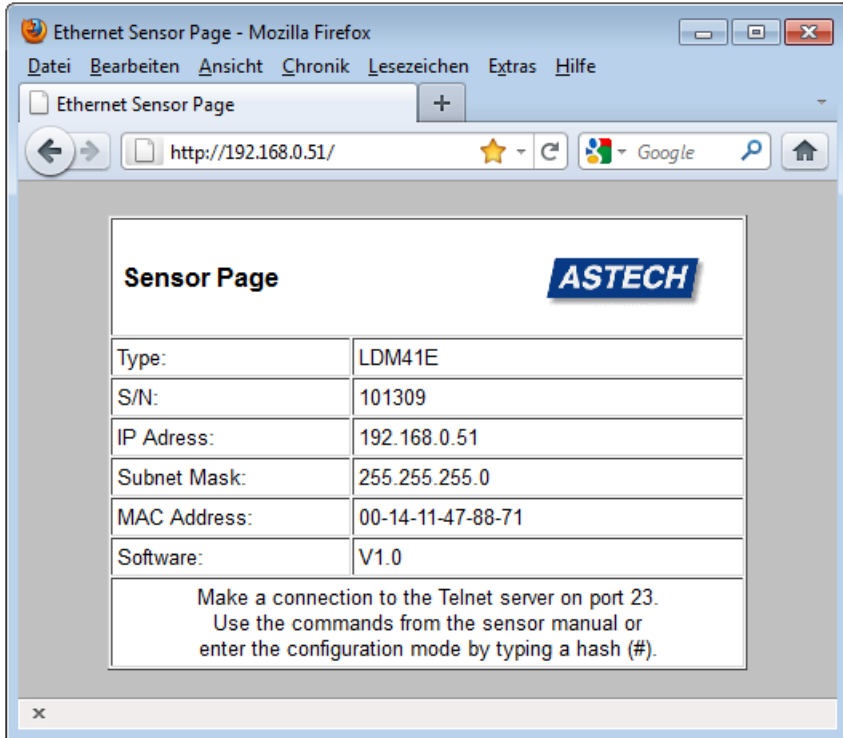 Ethernet Sensor Page - Mozilla Firefox
Datei Bearbeiten Ansicht Chronik Lesezeichen Extras Hilfe
Ethernet Sensor Page
http://192.168.0.51/ Google
Sensor Page ASTECH
Type: LDM41E
S/N: 101309
IP Adress: 192.168.0.51
Subnet Mask: 255.255.255.0
MAC Address: 00-14-11-47-88-71
Software: V1.0
Make a connection to the Telnet server on port 23.
Use the commands from the sensor manual or
enter the configuration mode by typing a hash (#).